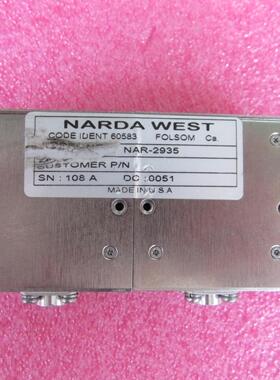 NARDA WEST
CODE IDENT 60583 FOLSOM Ca.
NAR-2935
CUSTOMER P/N
SN : 108 A DC : 0051
MADE IN U.S.A